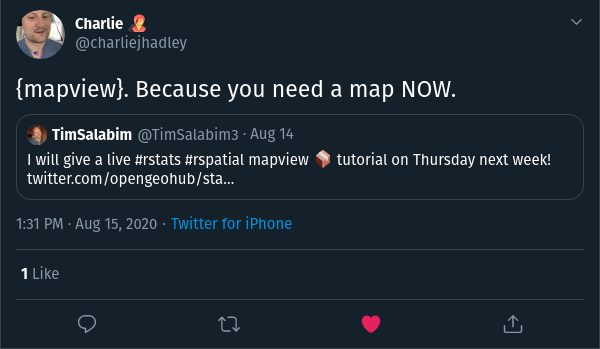 Charlie 🧜‍♀️
@charliejhadley
{mapview}. Because you need a map NOW.
TimSalabim @TimSalabim3 · Aug 14
I will give a live #rstats #rspatial mapview 📦 tutorial on Thursday next week!
twitter.com/opengeohub/sta...
1:31 PM · Aug 15, 2020 · Twitter for iPhone
1 Like